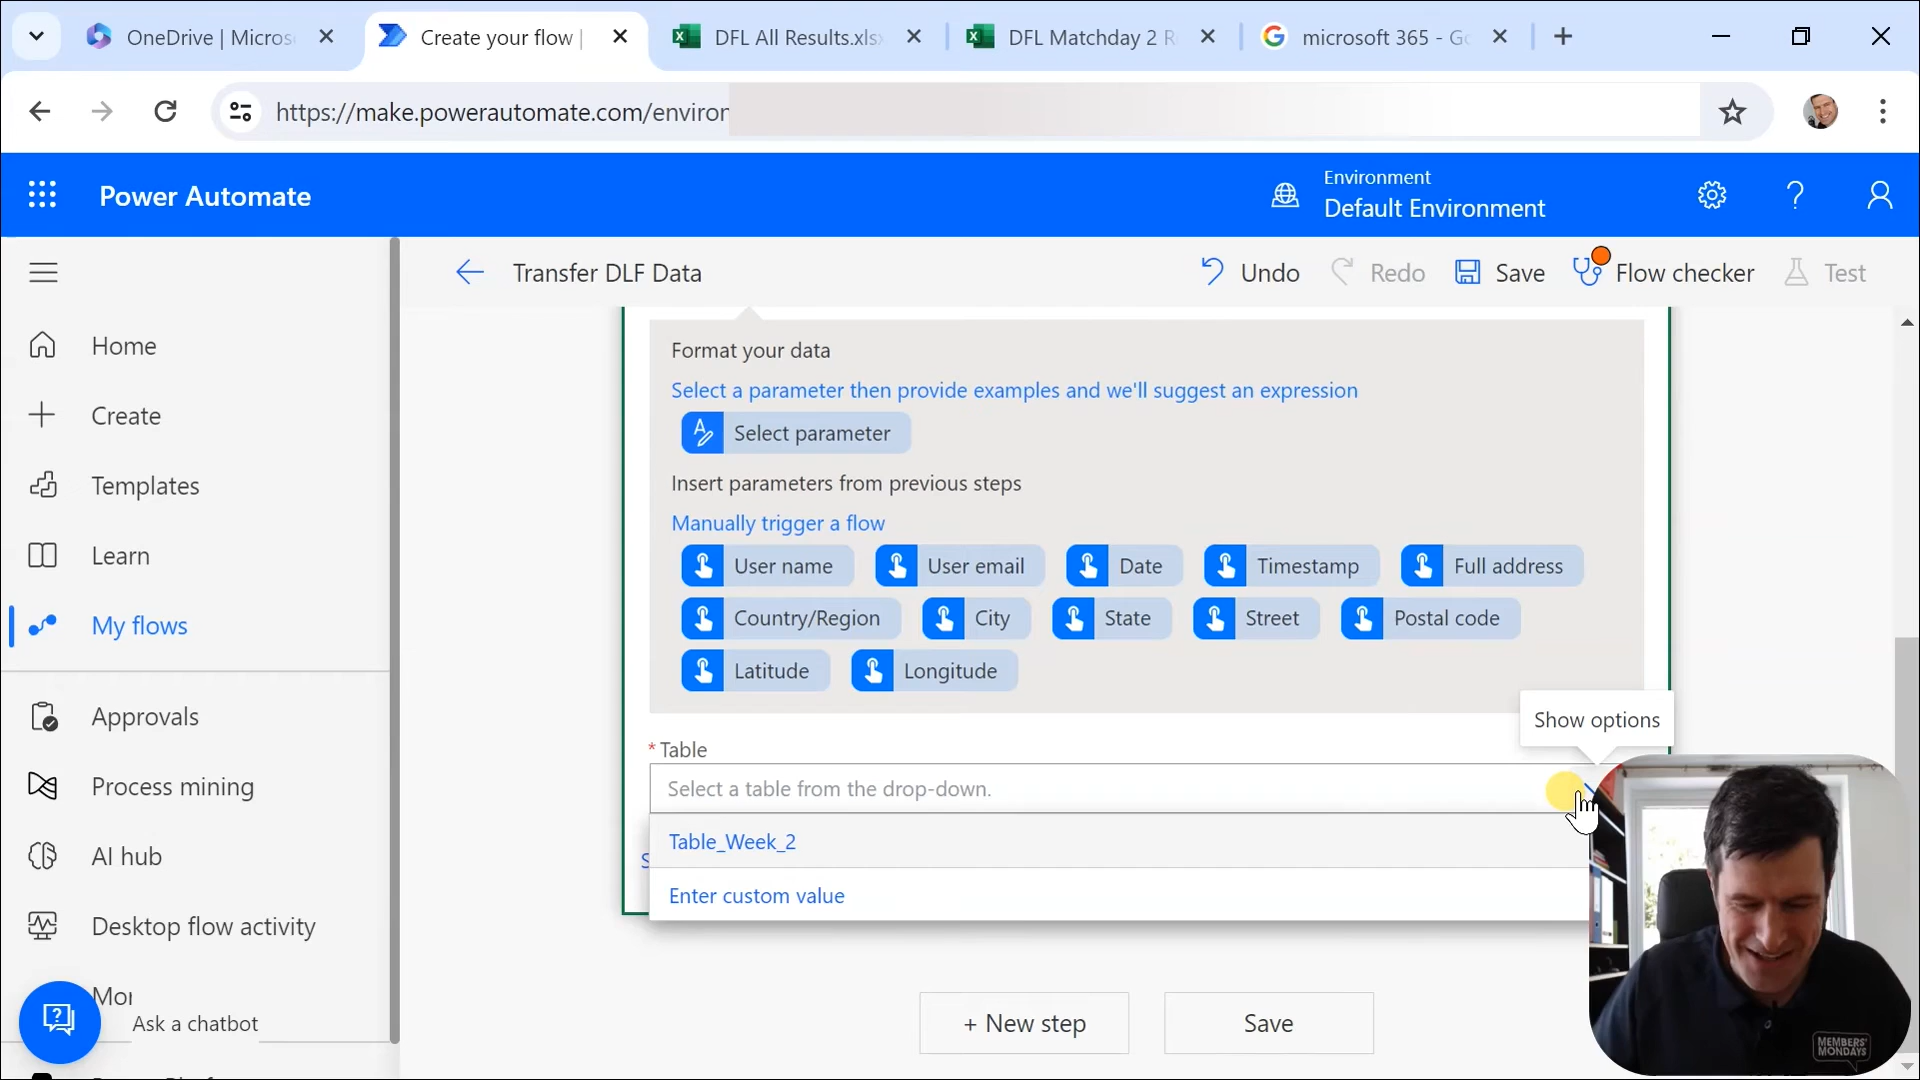 OneDrive | Micros
Create your flow |
DFL All Results.xlsx
DFL Matchday 2 R
microsoft 365 - Go
https://make.powerautomate.com/environ
Power Automate
Environment
Default Environment
Transfer DLF Data
Undo
Redo
Save
Flow checker
Test
Home
Create
Templates
Learn
My flows
Approvals
Process mining
AI hub
Desktop flow activity
Mor
Ask a chatbot
Format your data
Select a parameter then provide examples and we'll suggest an expression
Select parameter
Insert parameters from previous steps
Manually trigger a flow
User name
User email
Date
Timestamp
Full address
Country/Region
City
State
Street
Postal code
Latitude
Longitude
Show options
* Table
Select a table from the drop-down.
Table_Week_2
Enter custom value
+ New step
Save
MEMBERS'
MONDAYS